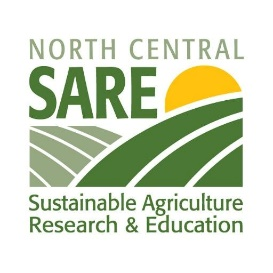 NORTH CENTRAL
SARE
Sustainable Agriculture
Research & Education